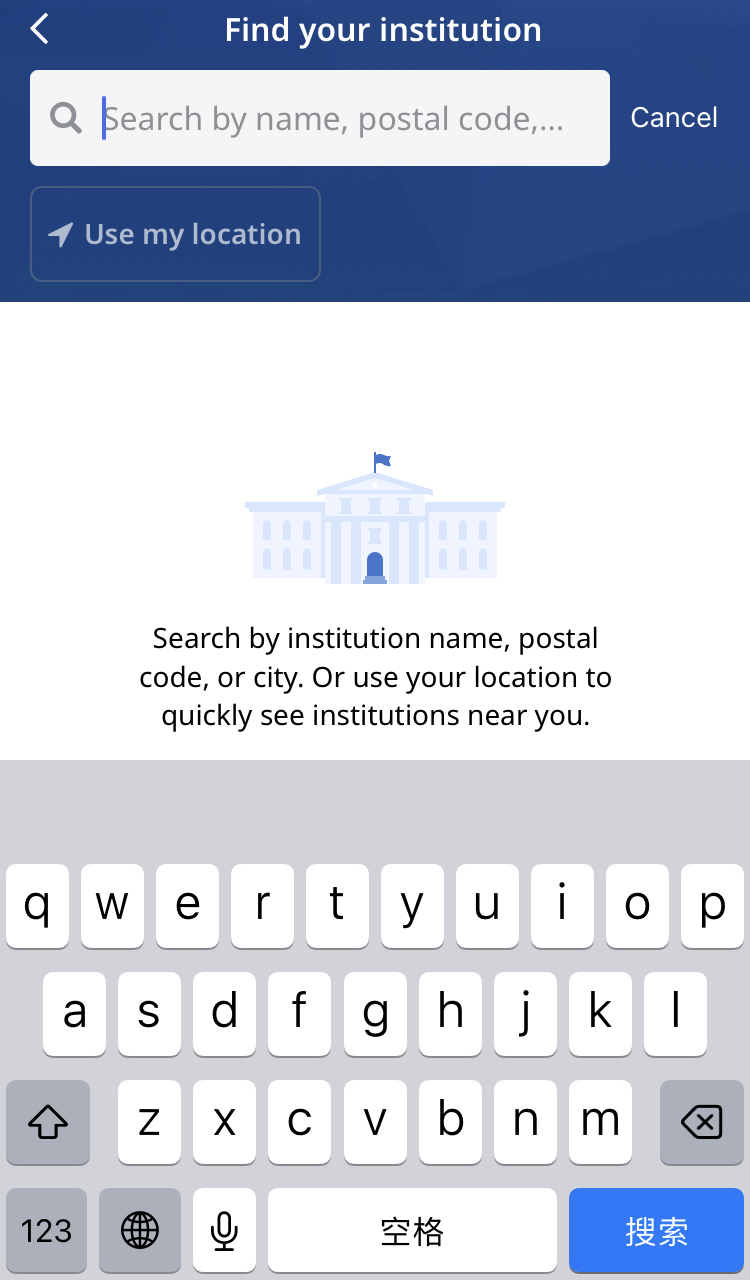 Find your institution
Search by name, postal code,...
Cancel
Use my location
Search by institution name, postal
code, or city. Or use your location to
quickly see institutions near you.
q w e r t y u i o p
a s d f g h j k l
z x c v b n m
123 空格 搜索